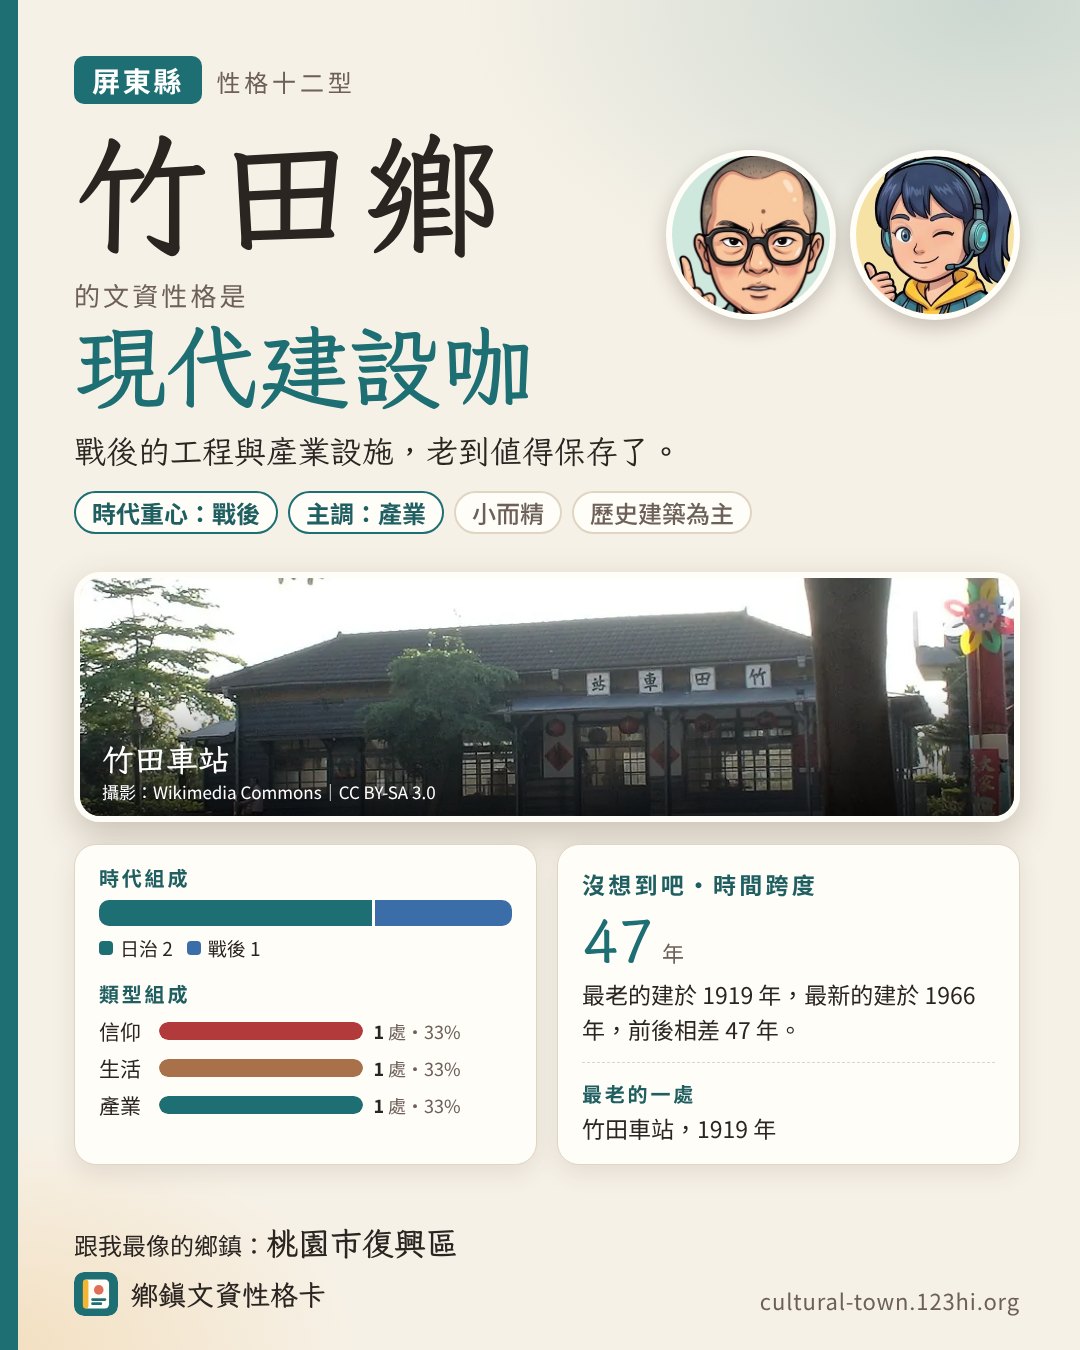 屏東縣 性格十二型
竹田鄉
的文資性格是
現代建設咖
戰後的工程與產業設施，老到值得保存了。
時代重心：戰後 主調：產業 小而精 歷史建築為主
站車田竹
竹田車站
攝影：Wikimedia Commons｜CC BY-SA 3.0
時代組成
日治 2 戰後 1
類型組成
信仰 1 處・33%
生活 1 處・33%
產業 1 處・33%
沒想到吧・時間跨度
47 年
最老的建於 1919 年，最新的建於 1966
年，前後相差 47 年。
最老的一處
竹田車站，1919 年
跟我最像的鄉鎮：桃園市復興區
鄉鎮文資性格卡
cultural-town.123hi.org